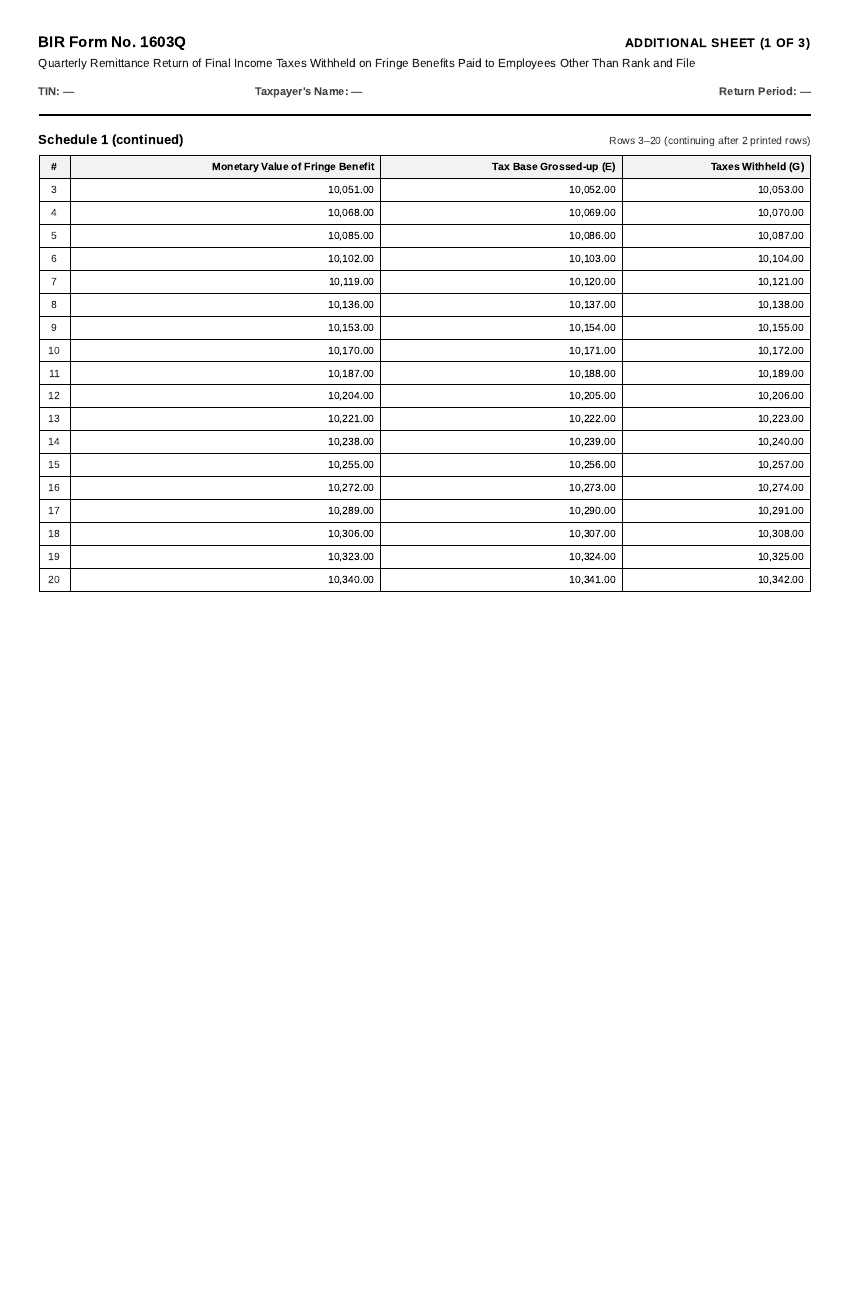 BIR Form No. 1603Q ADDITIONAL SHEET (1 OF 3)
Quarterly Remittance Return of Final Income Taxes Withheld on Fringe Benefits Paid to Employees Other Than Rank and File
TIN: — Taxpayer's Name: — Return Period: —
Schedule 1 (continued) Rows 3–20 (continuing after 2 printed rows)
# Monetary Value of Fringe Benefit Tax Base Grossed-up (E) Taxes Withheld (G)
3 10,051.00 10,052.00 10,053.00
4 10,068.00 10,069.00 10,070.00
5 10,085.00 10,086.00 10,087.00
6 10,102.00 10,103.00 10,104.00
7 10,119.00 10,120.00 10,121.00
8 10,136.00 10,137.00 10,138.00
9 10,153.00 10,154.00 10,155.00
10 10,170.00 10,171.00 10,172.00
11 10,187.00 10,188.00 10,189.00
12 10,204.00 10,205.00 10,206.00
13 10,221.00 10,222.00 10,223.00
14 10,238.00 10,239.00 10,240.00
15 10,255.00 10,256.00 10,257.00
16 10,272.00 10,273.00 10,274.00
17 10,289.00 10,290.00 10,291.00
18 10,306.00 10,307.00 10,308.00
19 10,323.00 10,324.00 10,325.00
20 10,340.00 10,341.00 10,342.00